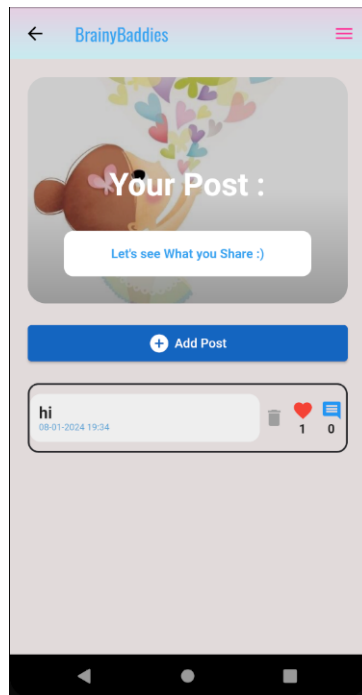 BrainyBaddies
Your Post :
Let's see What you Share :)
Add Post
hi
08-01-2024 19:34
1
0